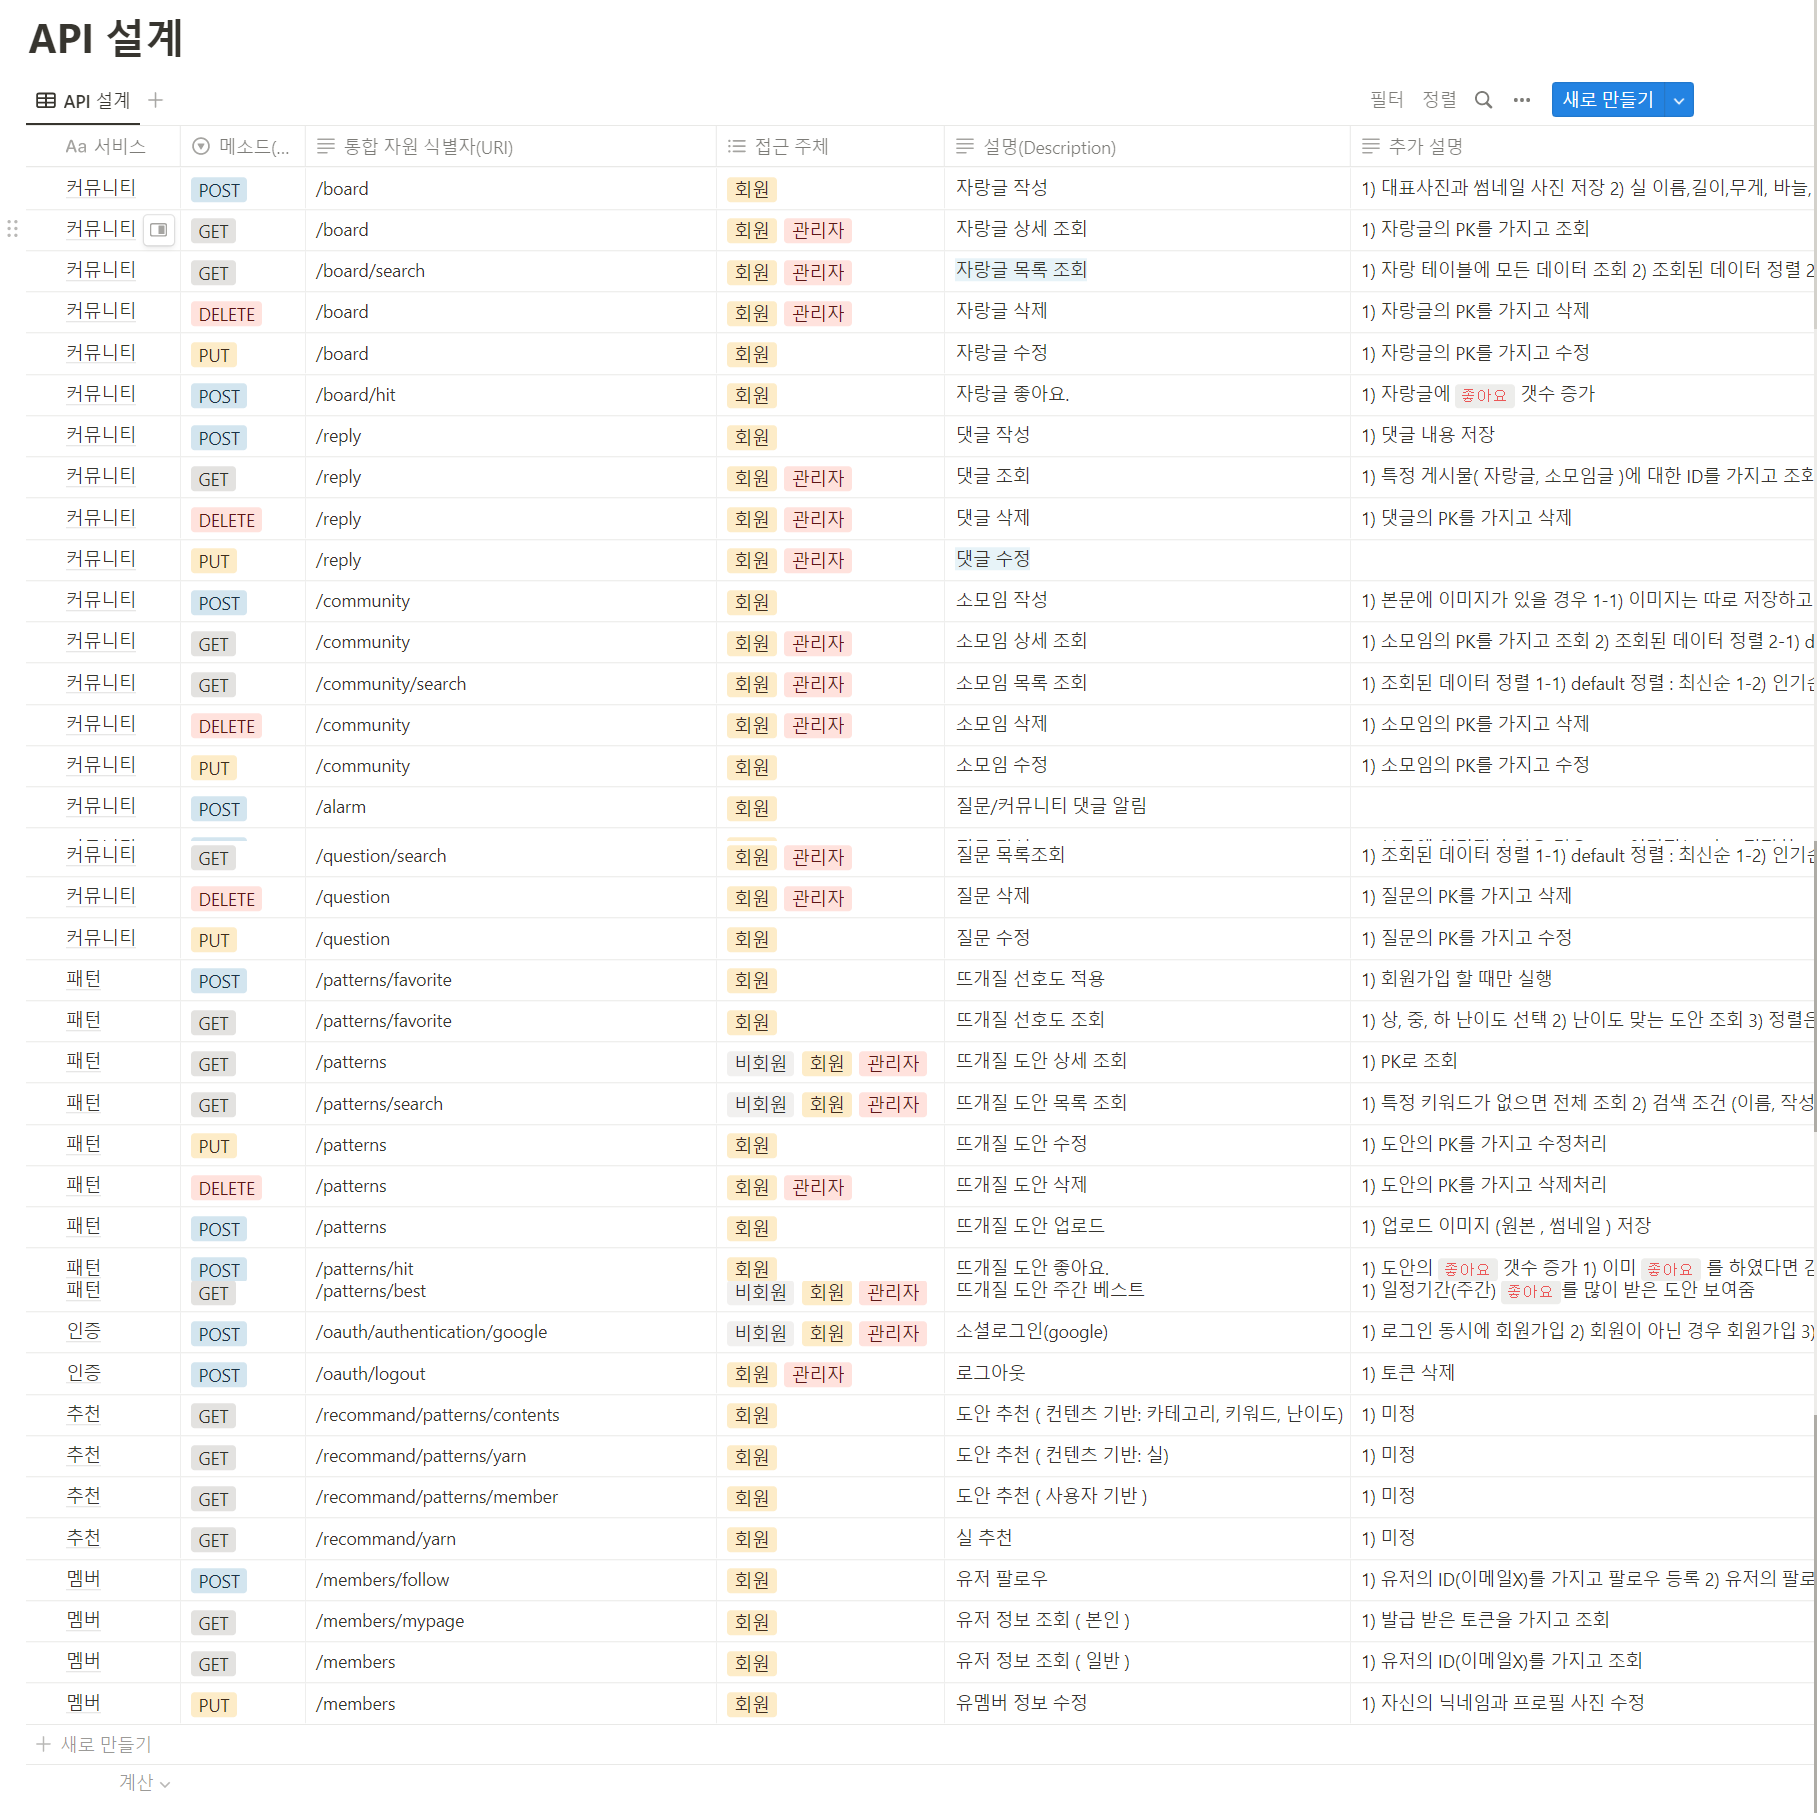 API 설계
API 설계
필터 정렬 새로 만들기
Aa 서비스 메소드(... 통합 자원 식별자(URI) 접근 주체 설명(Description) 추가 설명
커뮤니티 POST /board 회원 자랑글 작성 1) 대표사진과 썸네일 사진 저장 2) 실 이름,길이,무게, 바늘,
커뮤니티 GET /board 회원 관리자 자랑글 상세 조회 1) 자랑글의 PK를 가지고 조회
커뮤니티 GET /board/search 회원 관리자 자랑글 목록 조회 1) 자랑 테이블에 모든 데이터 조회 2) 조회된 데이터 정렬 2
커뮤니티 DELETE /board 회원 관리자 자랑글 삭제 1) 자랑글의 PK를 가지고 삭제
커뮤니티 PUT /board 회원 자랑글 수정 1) 자랑글의 PK를 가지고 수정
커뮤니티 POST /board/hit 회원 자랑글 좋아요. 1) 자랑글에 좋아요 갯수 증가
커뮤니티 POST /reply 회원 댓글 작성 1) 댓글 내용 저장
커뮤니티 GET /reply 회원 관리자 댓글 조회 1) 특정 게시물( 자랑글, 소모임글 )에 대한 ID를 가지고 조회
커뮤니티 DELETE /reply 회원 관리자 댓글 삭제 1) 댓글의 PK를 가지고 삭제
커뮤니티 PUT /reply 회원 관리자 댓글 수정
커뮤니티 POST /community 회원 소모임 작성 1) 본문에 이미지가 있을 경우 1-1) 이미지는 따로 저장하고
커뮤니티 GET /community 회원 관리자 소모임 상세 조회 1) 소모임의 PK를 가지고 조회 2) 조회된 데이터 정렬 2-1) d
커뮤니티 GET /community/search 회원 관리자 소모임 목록 조회 1) 조회된 데이터 정렬 1-1) default 정렬 : 최신순 1-2) 인기순
커뮤니티 DELETE /community 회원 관리자 소모임 삭제 1) 소모임의 PK를 가지고 삭제
커뮤니티 PUT /community 회원 소모임 수정 1) 소모임의 PK를 가지고 수정
커뮤니티 POST /alarm 회원 질문/커뮤니티 댓글 알림
커뮤니티 GET /question/search 회원 관리자 질문 목록조회 1) 조회된 데이터 정렬 1-1) default 정렬 : 최신순 1-2) 인기순
커뮤니티 DELETE /question 회원 관리자 질문 삭제 1) 질문의 PK를 가지고 삭제
커뮤니티 PUT /question 회원 질문 수정 1) 질문의 PK를 가지고 수정
패턴 POST /patterns/favorite 회원 뜨개질 선호도 적용 1) 회원가입 할 때만 실행
패턴 GET /patterns/favorite 회원 뜨개질 선호도 조회 1) 상, 중, 하 난이도 선택 2) 난이도 맞는 도안 조회 3) 정렬은
패턴 GET /patterns 비회원 회원 관리자 뜨개질 도안 상세 조회 1) PK로 조회
패턴 GET /patterns/search 비회원 회원 관리자 뜨개질 도안 목록 조회 1) 특정 키워드가 없으면 전체 조회 2) 검색 조건 (이름, 작성
패턴 PUT /patterns 회원 뜨개질 도안 수정 1) 도안의 PK를 가지고 수정처리
패턴 DELETE /patterns 회원 관리자 뜨개질 도안 삭제 1) 도안의 PK를 가지고 삭제처리
패턴 POST /patterns 회원 뜨개질 도안 업로드 1) 업로드 이미지 (원본 , 썸네일 ) 저장
패턴 POST /patterns/hit 회원 뜨개질 도안 좋아요. 1) 도안의 좋아요 갯수 증가 1) 이미 좋아요 를 하였다면 감
패턴 GET /patterns/best 비회원 회원 관리자 뜨개질 도안 주간 베스트 1) 일정기간(주간) 좋아요 를 많이 받은 도안 보여줌
인증 POST /oauth/authentication/google 비회원 회원 관리자 소셜로그인(google) 1) 로그인 동시에 회원가입 2) 회원이 아닌 경우 회원가입 3)
인증 POST /oauth/logout 회원 관리자 로그아웃 1) 토큰 삭제
추천 GET /recommand/patterns/contents 회원 도안 추천 ( 컨텐츠 기반: 카테고리, 키워드, 난이도) 1) 미정
추천 GET /recommand/patterns/yarn 회원 도안 추천 ( 컨텐츠 기반: 실) 1) 미정
추천 GET /recommand/patterns/member 회원 도안 추천 ( 사용자 기반 ) 1) 미정
추천 GET /recommand/yarn 회원 실 추천 1) 미정
멤버 POST /members/follow 회원 유저 팔로우 1) 유저의 ID(이메일X)를 가지고 팔로우 등록 2) 유저의 팔로
멤버 GET /members/mypage 회원 유저 정보 조회 ( 본인 ) 1) 발급 받은 토큰을 가지고 조회
멤버 GET /members 회원 유저 정보 조회 ( 일반 ) 1) 유저의 ID(이메일X)를 가지고 조회
멤버 PUT /members 회원 유멤버 정보 수정 1) 자신의 닉네임과 프로필 사진 수정
새로 만들기
계산